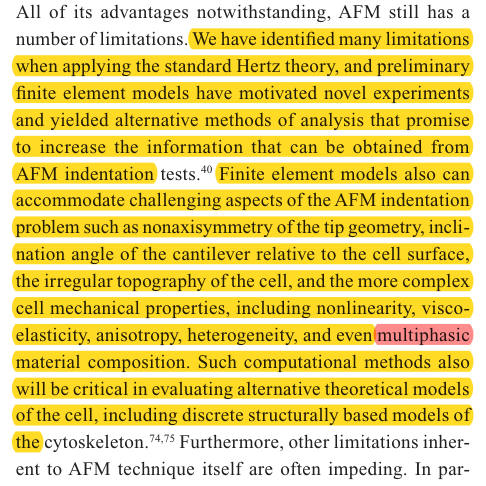 All of its advantages notwithstanding, AFM still has a
number of limitations. We have identified many limitations
when applying the standard Hertz theory, and preliminary
finite element models have motivated novel experiments
and yielded alternative methods of analysis that promise
to increase the information that can be obtained from
AFM indentation tests.40 Finite element models also can
accommodate challenging aspects of the AFM indentation
problem such as nonaxisymmetry of the tip geometry, incli-
nation angle of the cantilever relative to the cell surface,
the irregular topography of the cell, and the more complex
cell mechanical properties, including nonlinearity, visco-
elasticity, anisotropy, heterogeneity, and even multiphasic
material composition. Such computational methods also
will be critical in evaluating alternative theoretical models
of the cell, including discrete structurally based models of
the cytoskeleton.74,75 Furthermore, other limitations inher-
ent to AFM technique itself are often impeding. In par-